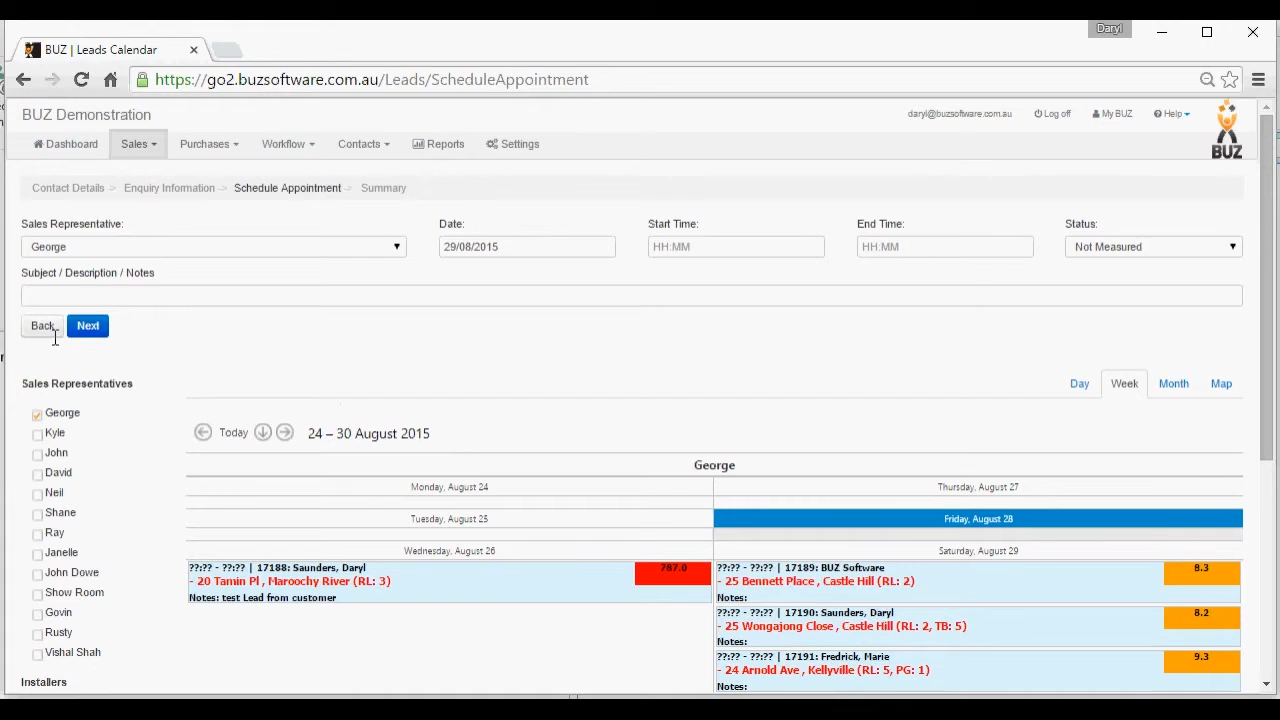 Daryl
BUZ | Leads Calendar
https://go2.buzsoftware.com.au/Leads/ScheduleAppointment
BUZ Demonstration
daryl@buzsoftware.com.au Log off My BUZ Help
BUZ
Dashboard Sales Purchases Workflow Contacts Reports Settings
Contact Details > Enquiry Information > Schedule Appointment > Summary
Sales Representative: Date: Start Time: End Time: Status:
George 29/08/2015 HH:MM HH:MM Not Measured
Subject / Description / Notes
Back Next
Sales Representatives
Day Week Month Map
George
Kyle
John
David
Neil
Shane
Ray
Janelle
John Dowe
Show Room
Govin
Rusty
Vishal Shah
Installers
Today 24 – 30 August 2015
George
Monday, August 24
Tuesday, August 25
Wednesday, August 26
??:?? - ??:?? | 17188: Saunders, Daryl 787.0
- 20 Tamin Pl , Maroochy River (RL: 3)
Notes: test Lead from customer
Thursday, August 27
Friday, August 28
Saturday, August 29
??:?? - ??:?? | 17189: BUZ Software 8.3
- 25 Bennett Place , Castle Hill (RL: 2)
Notes:
??:?? - ??:?? | 17190: Saunders, Daryl 8.2
- 25 Wongajong Close , Castle Hill (RL: 2, TB: 5)
Notes:
??:?? - ??:?? | 17191: Fredrick, Marie 9.3
- 24 Arnold Ave , Kellyville (RL: 5, PG: 1)
Notes: